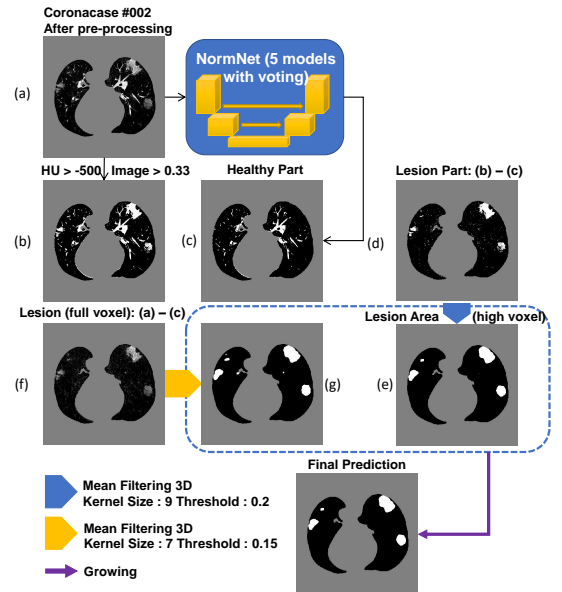 Coronacase #002
After pre-processing
NormNet (5 models
with voting)
(a)
HU > -500 Image > 0.33
Healthy Part
Lesion Part: (b) – (c)
(b)
(c)
(d)
Lesion (full voxel): (a) – (c)
Lesion Area (high voxel)
(f)
(g)
(e)
Final Prediction
Mean Filtering 3D
Kernel Size : 9 Threshold : 0.2
Mean Filtering 3D
Kernel Size : 7 Threshold : 0.15
Growing